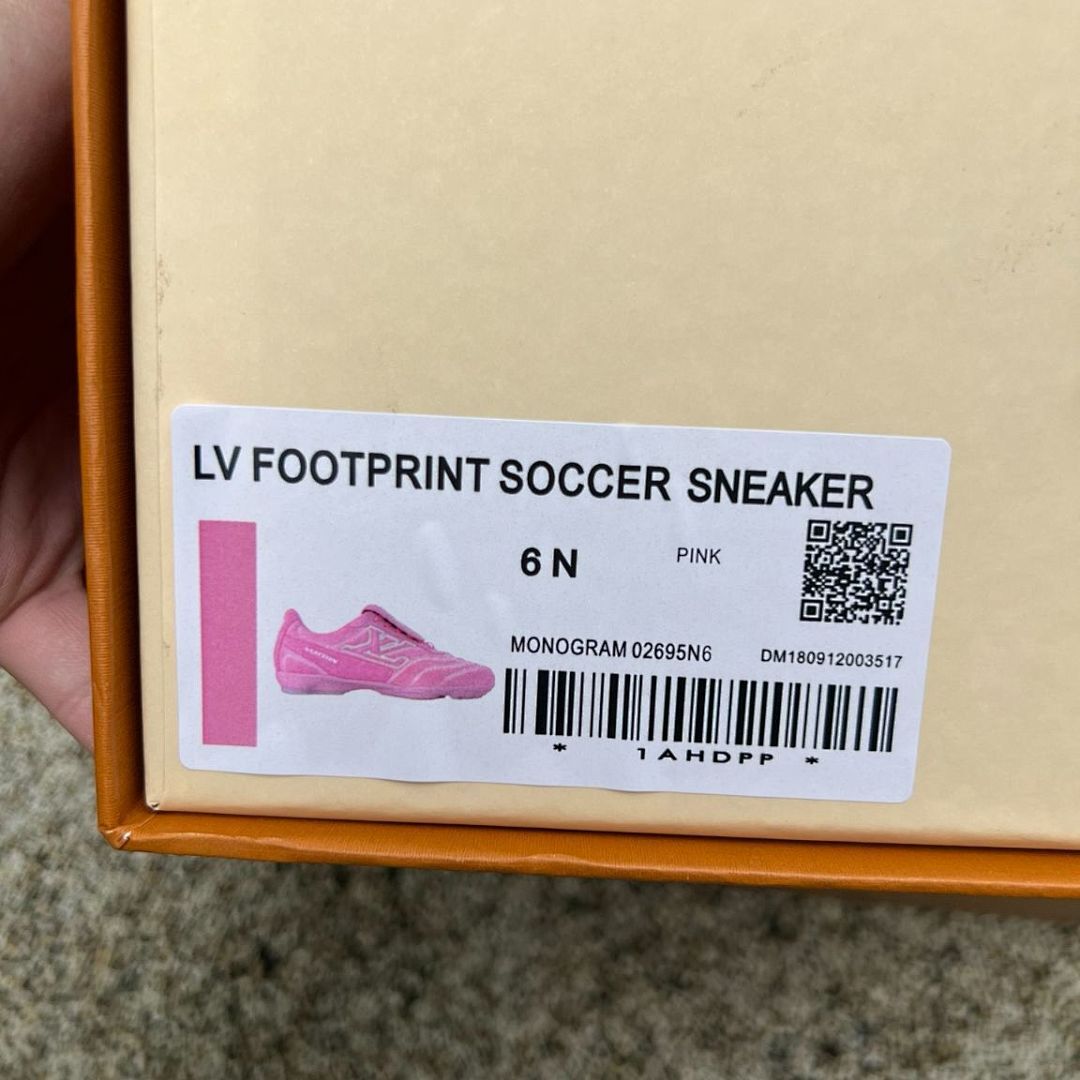 LV FOOTPRINT SOCCER SNEAKER
6 N
PINK
MONOGRAM 02695N6
DM180912003517
* 1AHDPP *